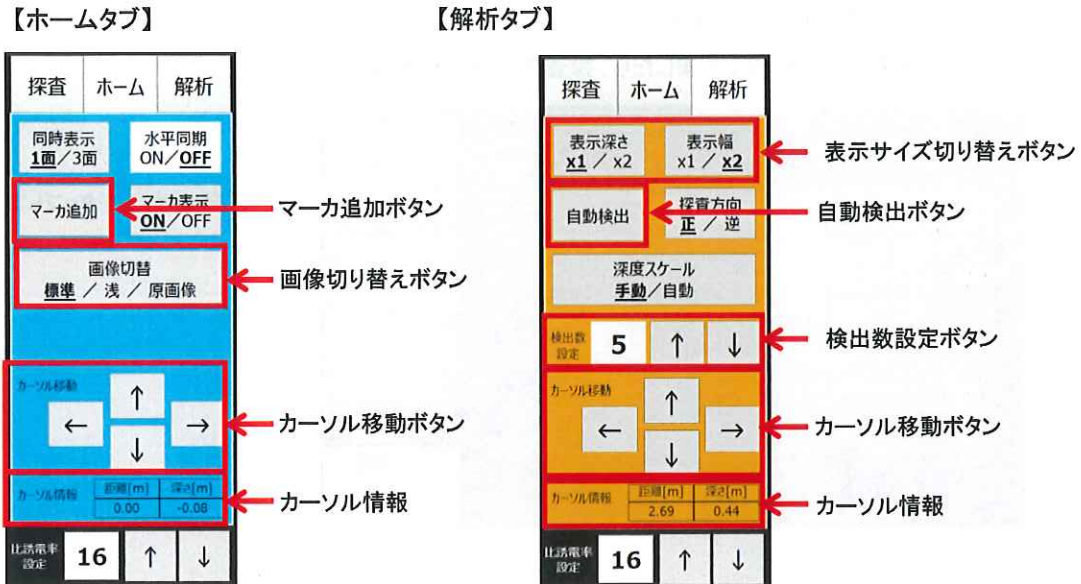 【ホームタブ】
探査 ホーム 解析
同時表示
1面／3面
水平同期
ON／OFF
マーカ追加
マーカ表示
ON／OFF
画像切替
標準 ／ 浅 ／ 原画像
カーソル移動
↑
← →
↓
カーソル情報
距離[m] 深さ[m]
0.00 -0.08
比誘電率
設定
16 ↑ ↓
マーカ追加ボタン
画像切り替えボタン
カーソル移動ボタン
カーソル情報
【解析タブ】
探査 ホーム 解析
表示深さ
x1 ／ x2
表示幅
x1 ／ x2
自動検出
探査方向
正 ／ 逆
深度スケール
手動／自動
検出数
設定
5 ↑ ↓
カーソル移動
↑
← →
↓
カーソル情報
距離[m] 深さ[m]
2.69 0.44
比誘電率
設定
16 ↑ ↓
表示サイズ切り替えボタン
自動検出ボタン
検出数設定ボタン
カーソル移動ボタン
カーソル情報